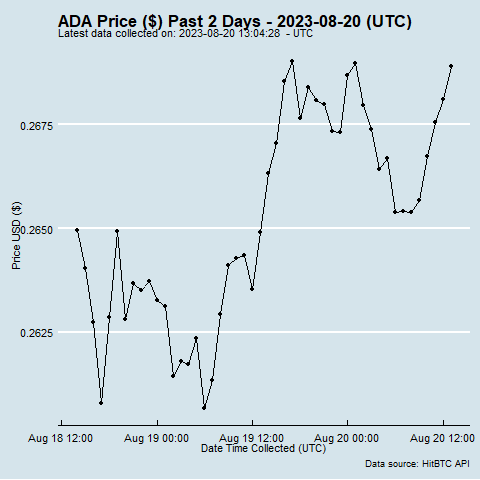 ADA Price ($) Past 2 Days - 2023-08-20 (UTC)
Latest data collected on: 2023-08-20 13:04:28 - UTC
0.2675
0.2650
0.2625
Price USD ($)
Aug 18 12:00 Aug 19 00:00 Aug 19 12:00 Aug 20 00:00 Aug 20 12:00
Date Time Collected (UTC)
Data source: HitBTC API